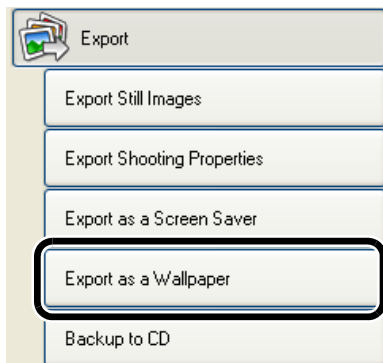 Export
Export Still Images
Export Shooting Properties
Export as a Screen Saver
Export as a Wallpaper
Backup to CD